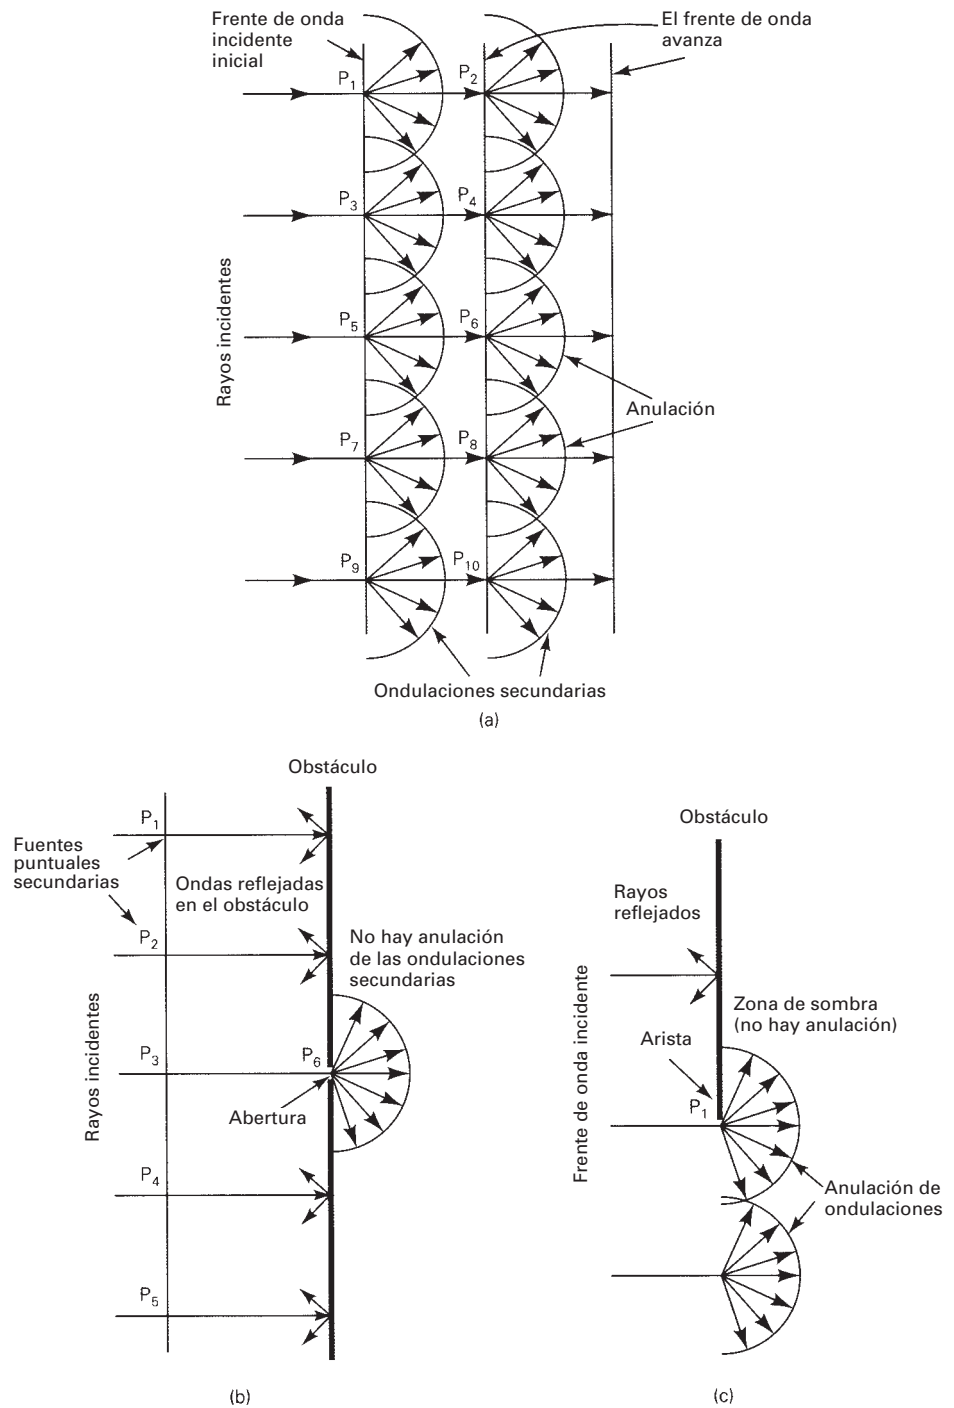 Frente de onda
incidente
inicial
El frente de onda
avanza
P1
P2
P3
P4
Rayos incidentes
P5
P6
Anulación
P7
P8
P9
P10
Ondulaciones secundarias
(a)
Obstáculo
P1
Fuentes
puntuales
secundarias
Ondas reflejadas
en el obstáculo
P2
No hay anulación
de las ondulaciones
secundarias
Rayos incidentes
P3
P6
Abertura
P4
P5
(b)
Obstáculo
Rayos
reflejados
Frente de onda incidente
Zona de sombra
(no hay anulación)
Arista
P1
Anulación de
ondulaciones
(c)